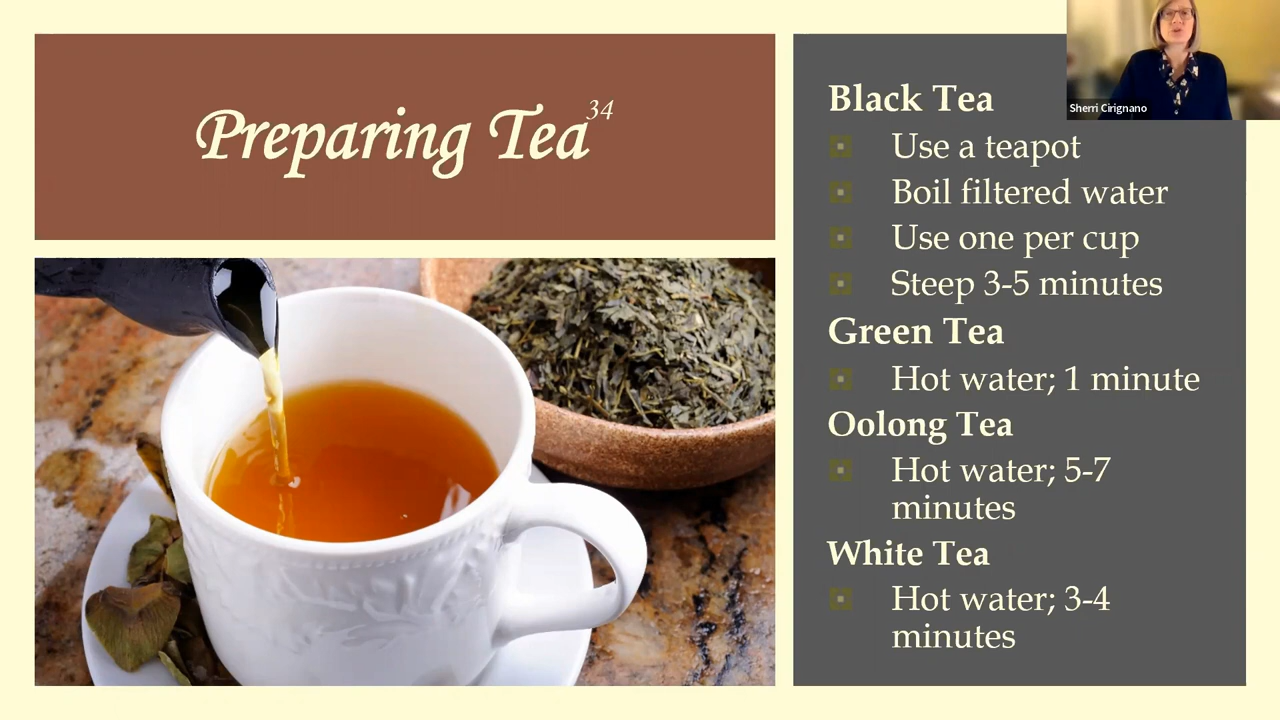 Preparing Tea34
Black Tea
Use a teapot
Boil filtered water
Use one per cup
Steep 3-5 minutes
Green Tea
Hot water; 1 minute
Oolong Tea
Hot water; 5-7
minutes
White Tea
Hot water; 3-4
minutes
Sherri Cirignano